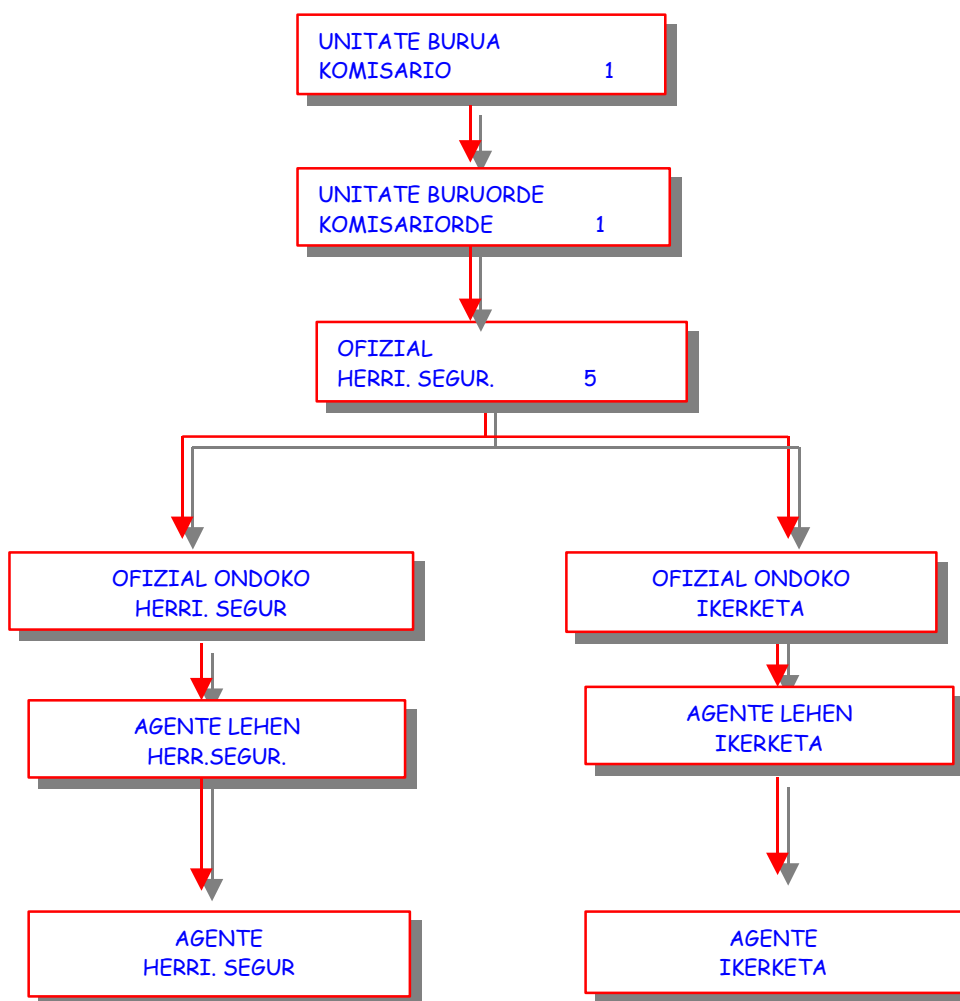 UNITATE BURUA
KOMISARIO 1
UNITATE BURUORDE
KOMISARIORDE 1
OFIZIAL
HERRI. SEGUR. 5
OFIZIAL ONDOKO
HERRI. SEGUR
OFIZIAL ONDOKO
IKERKETA
AGENTE LEHEN
HERR.SEGUR.
AGENTE LEHEN
IKERKETA
AGENTE
HERRI. SEGUR
AGENTE
IKERKETA